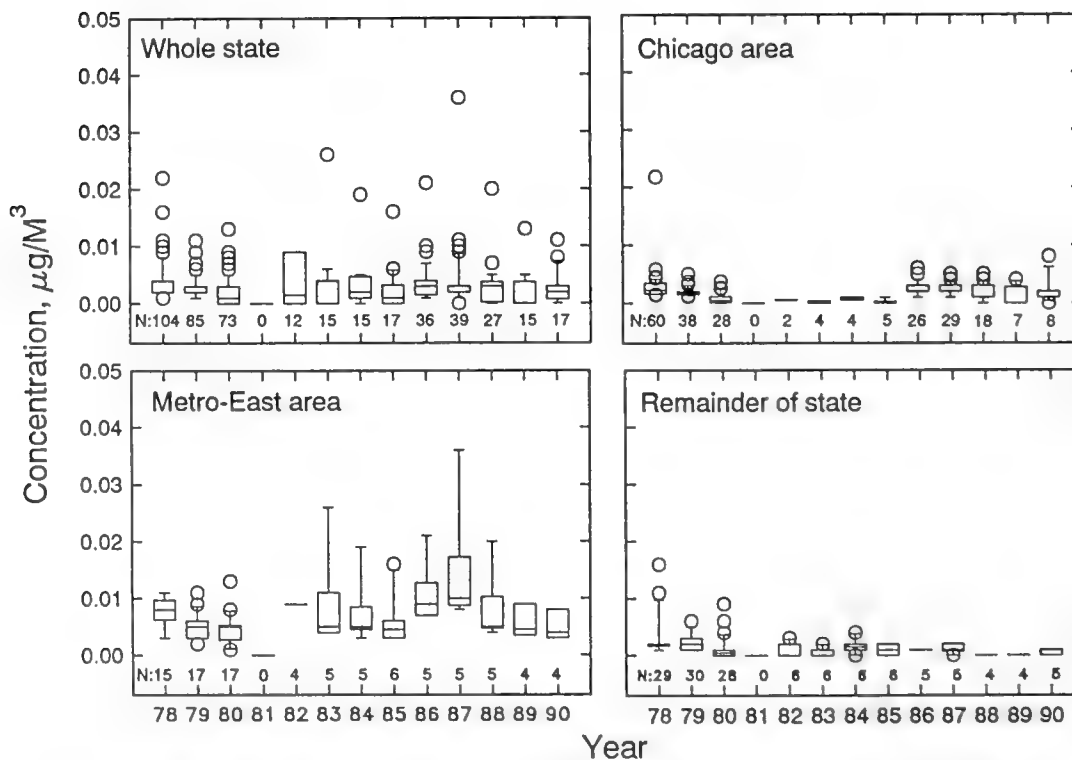 Concentration, μg/M³
0.05
0.04
0.03
0.02
0.01
0.00
Whole state
N:104 85 73 0 12 15 15 17 36 39 27 15 17
Chicago area
N:60 38 28 0 2 4 4 5 26 29 18 7 8
0.05
0.04
0.03
0.02
0.01
0.00
Metro-East area
N:15 17 17 0 4 5 5 6 5 5 5 4 4
78 79 80 81 82 83 84 85 86 87 88 89 90
Remainder of state
N:29 30 28 0 6 6 6 6 5 5 4 4 5
78 79 80 81 82 83 84 85 86 87 88 89 90
Year